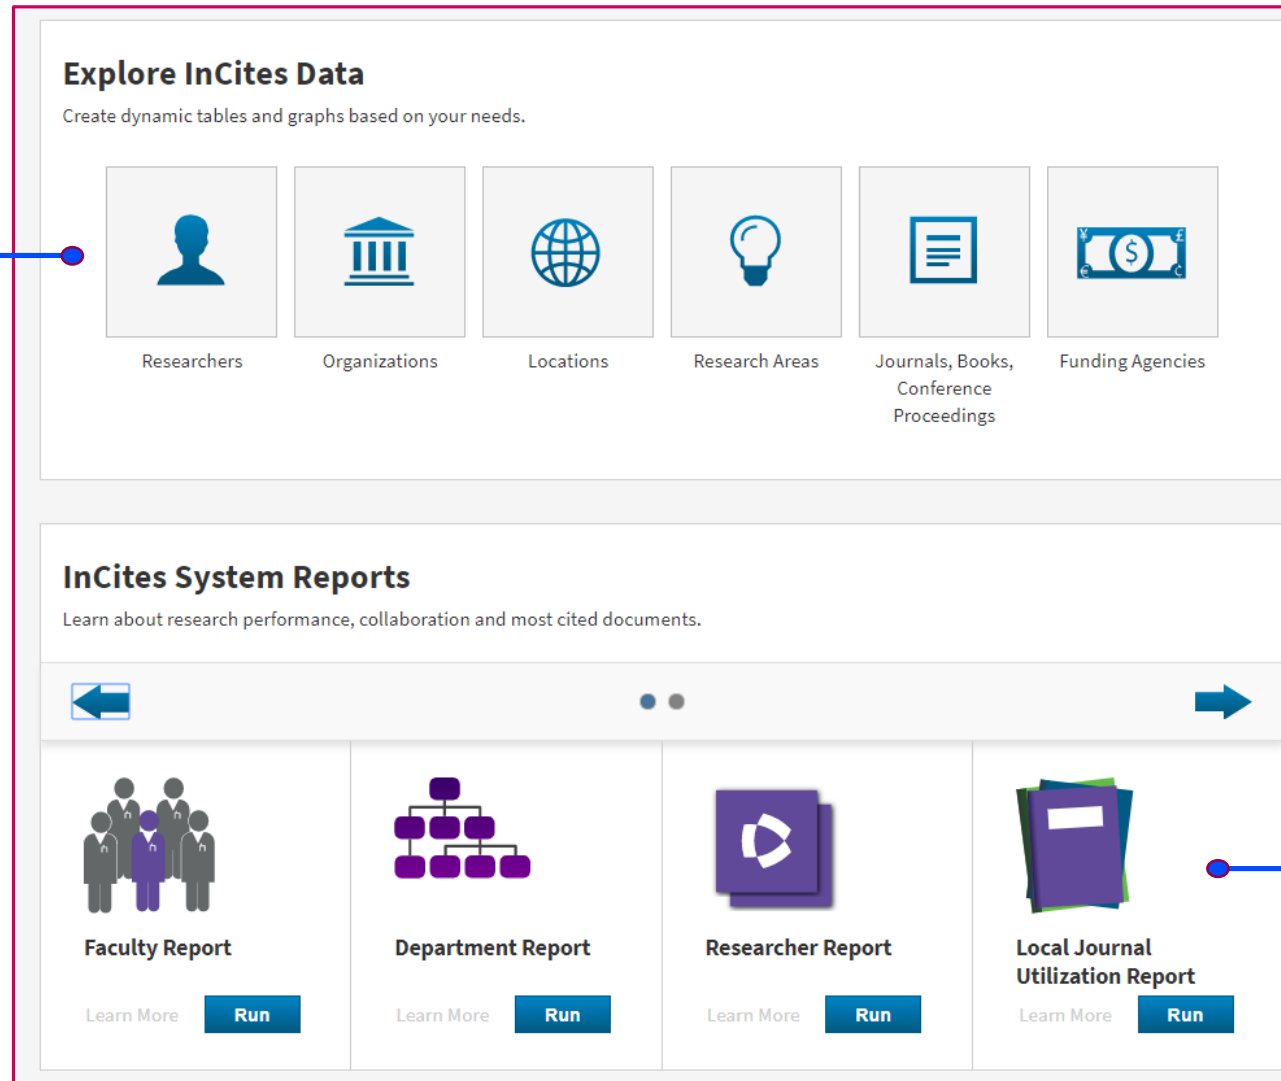 Explore InCites Data
Create dynamic tables and graphs based on your needs.
¥ £
$
€ ¢
Researchers
Organizations
Locations
Research Areas
Journals, Books,
Conference
Proceedings
Funding Agencies
InCites System Reports
Learn about research performance, collaboration and most cited documents.
Faculty Report
Learn More Run
Department Report
Learn More Run
Researcher Report
Learn More Run
Local Journal
Utilization Report
Learn More Run